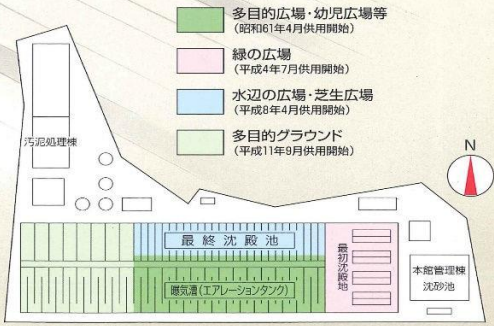 多目的広場・幼児広場等
(昭和61年4月供用開始)
緑の広場
(平成4年7月供用開始)
水辺の広場・芝生広場
(平成8年4月供用開始)
多目的グラウンド
(平成11年9月供用開始)
N
汚泥処理棟
最終沈殿池
曝気溝(エアレーションタンク)
最初沈殿地
本館管理棟
沈砂池